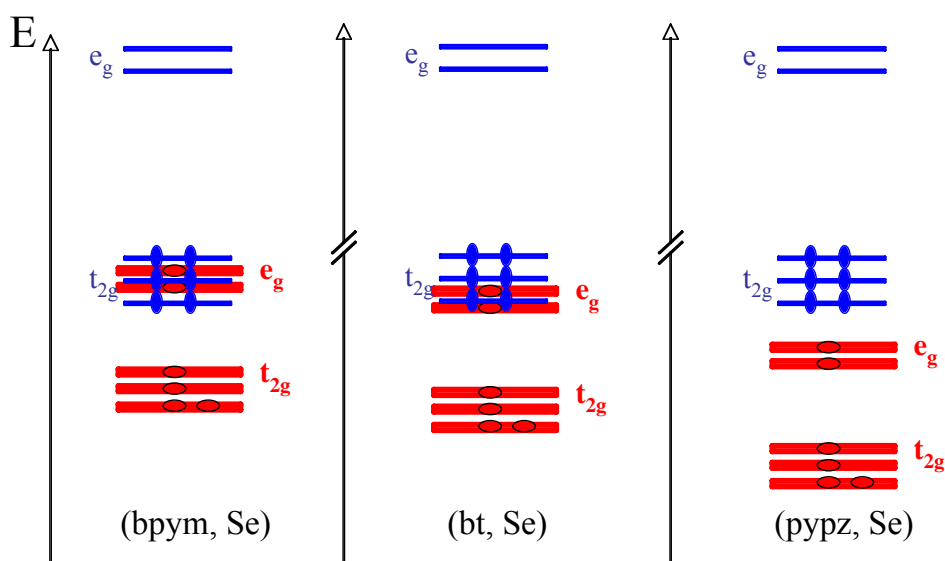 E
e_g
t_2g
e_g
t_2g
(bpym, Se)
e_g
t_2g
e_g
t_2g
(bt, Se)
e_g
t_2g
e_g
t_2g
(pypz, Se)